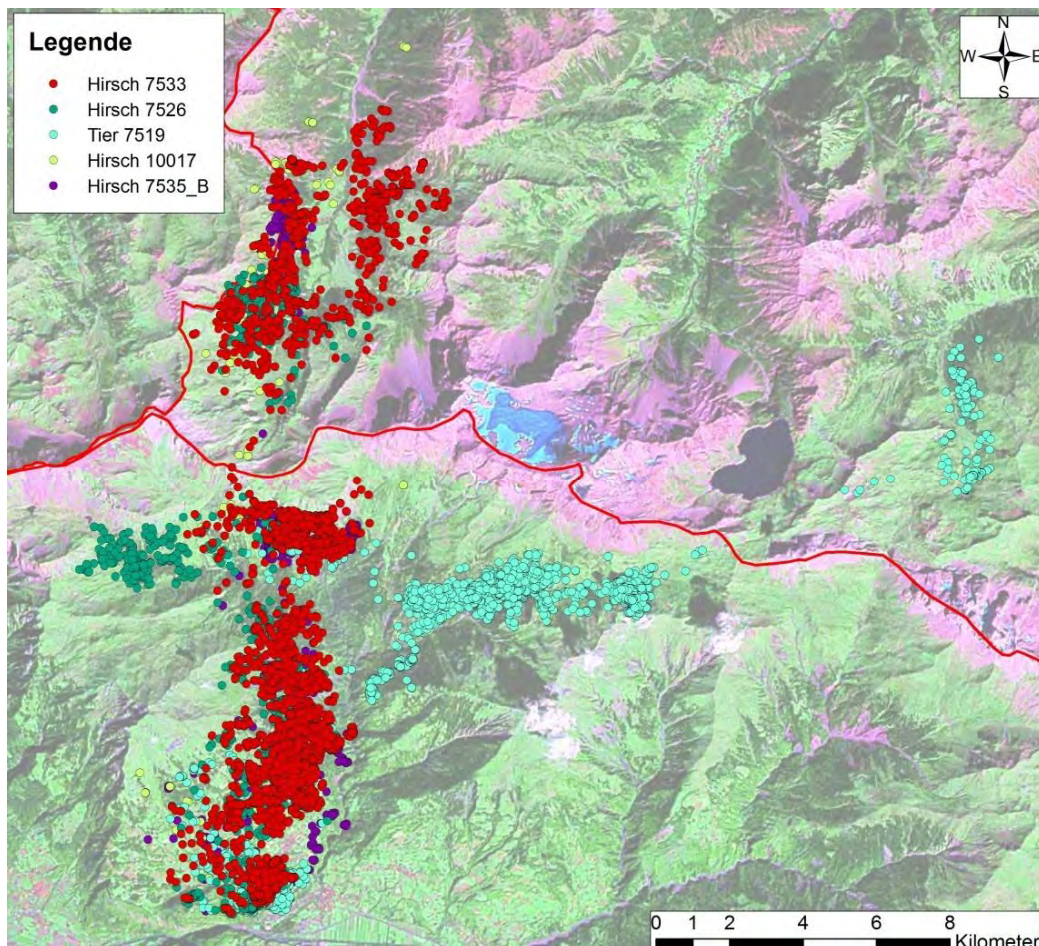 Legende
Hirsch 7533
Hirsch 7526
Tier 7519
Hirsch 10017
Hirsch 7535_B
N
W E
S
0 1 2 4 6 8
Kilometer